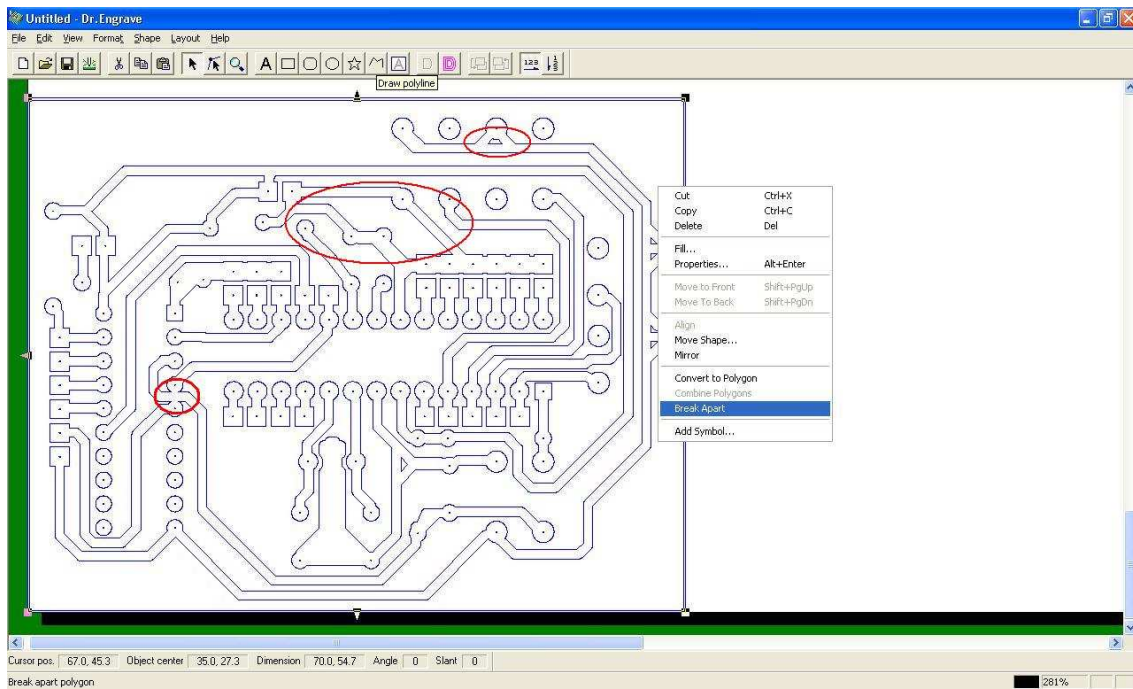 Untitled - Dr.Engrave
File Edit View Format Shape Layout Help
A A D D 123
Draw polyline
Cut Ctrl+X
Copy Ctrl+C
Delete Del
Fill...
Properties... Alt+Enter
Move to Front Shift+PgUp
Move To Back Shift+PgDn
Align
Move Shape...
Mirror
Convert to Polygon
Combine Polygons
Break Apart
Add Symbol...
Cursor pos. 67.0, 45.3 Object center 35.0, 27.3 Dimension 70.0, 54.7 Angle 0 Slant 0
Break apart polygon 281%